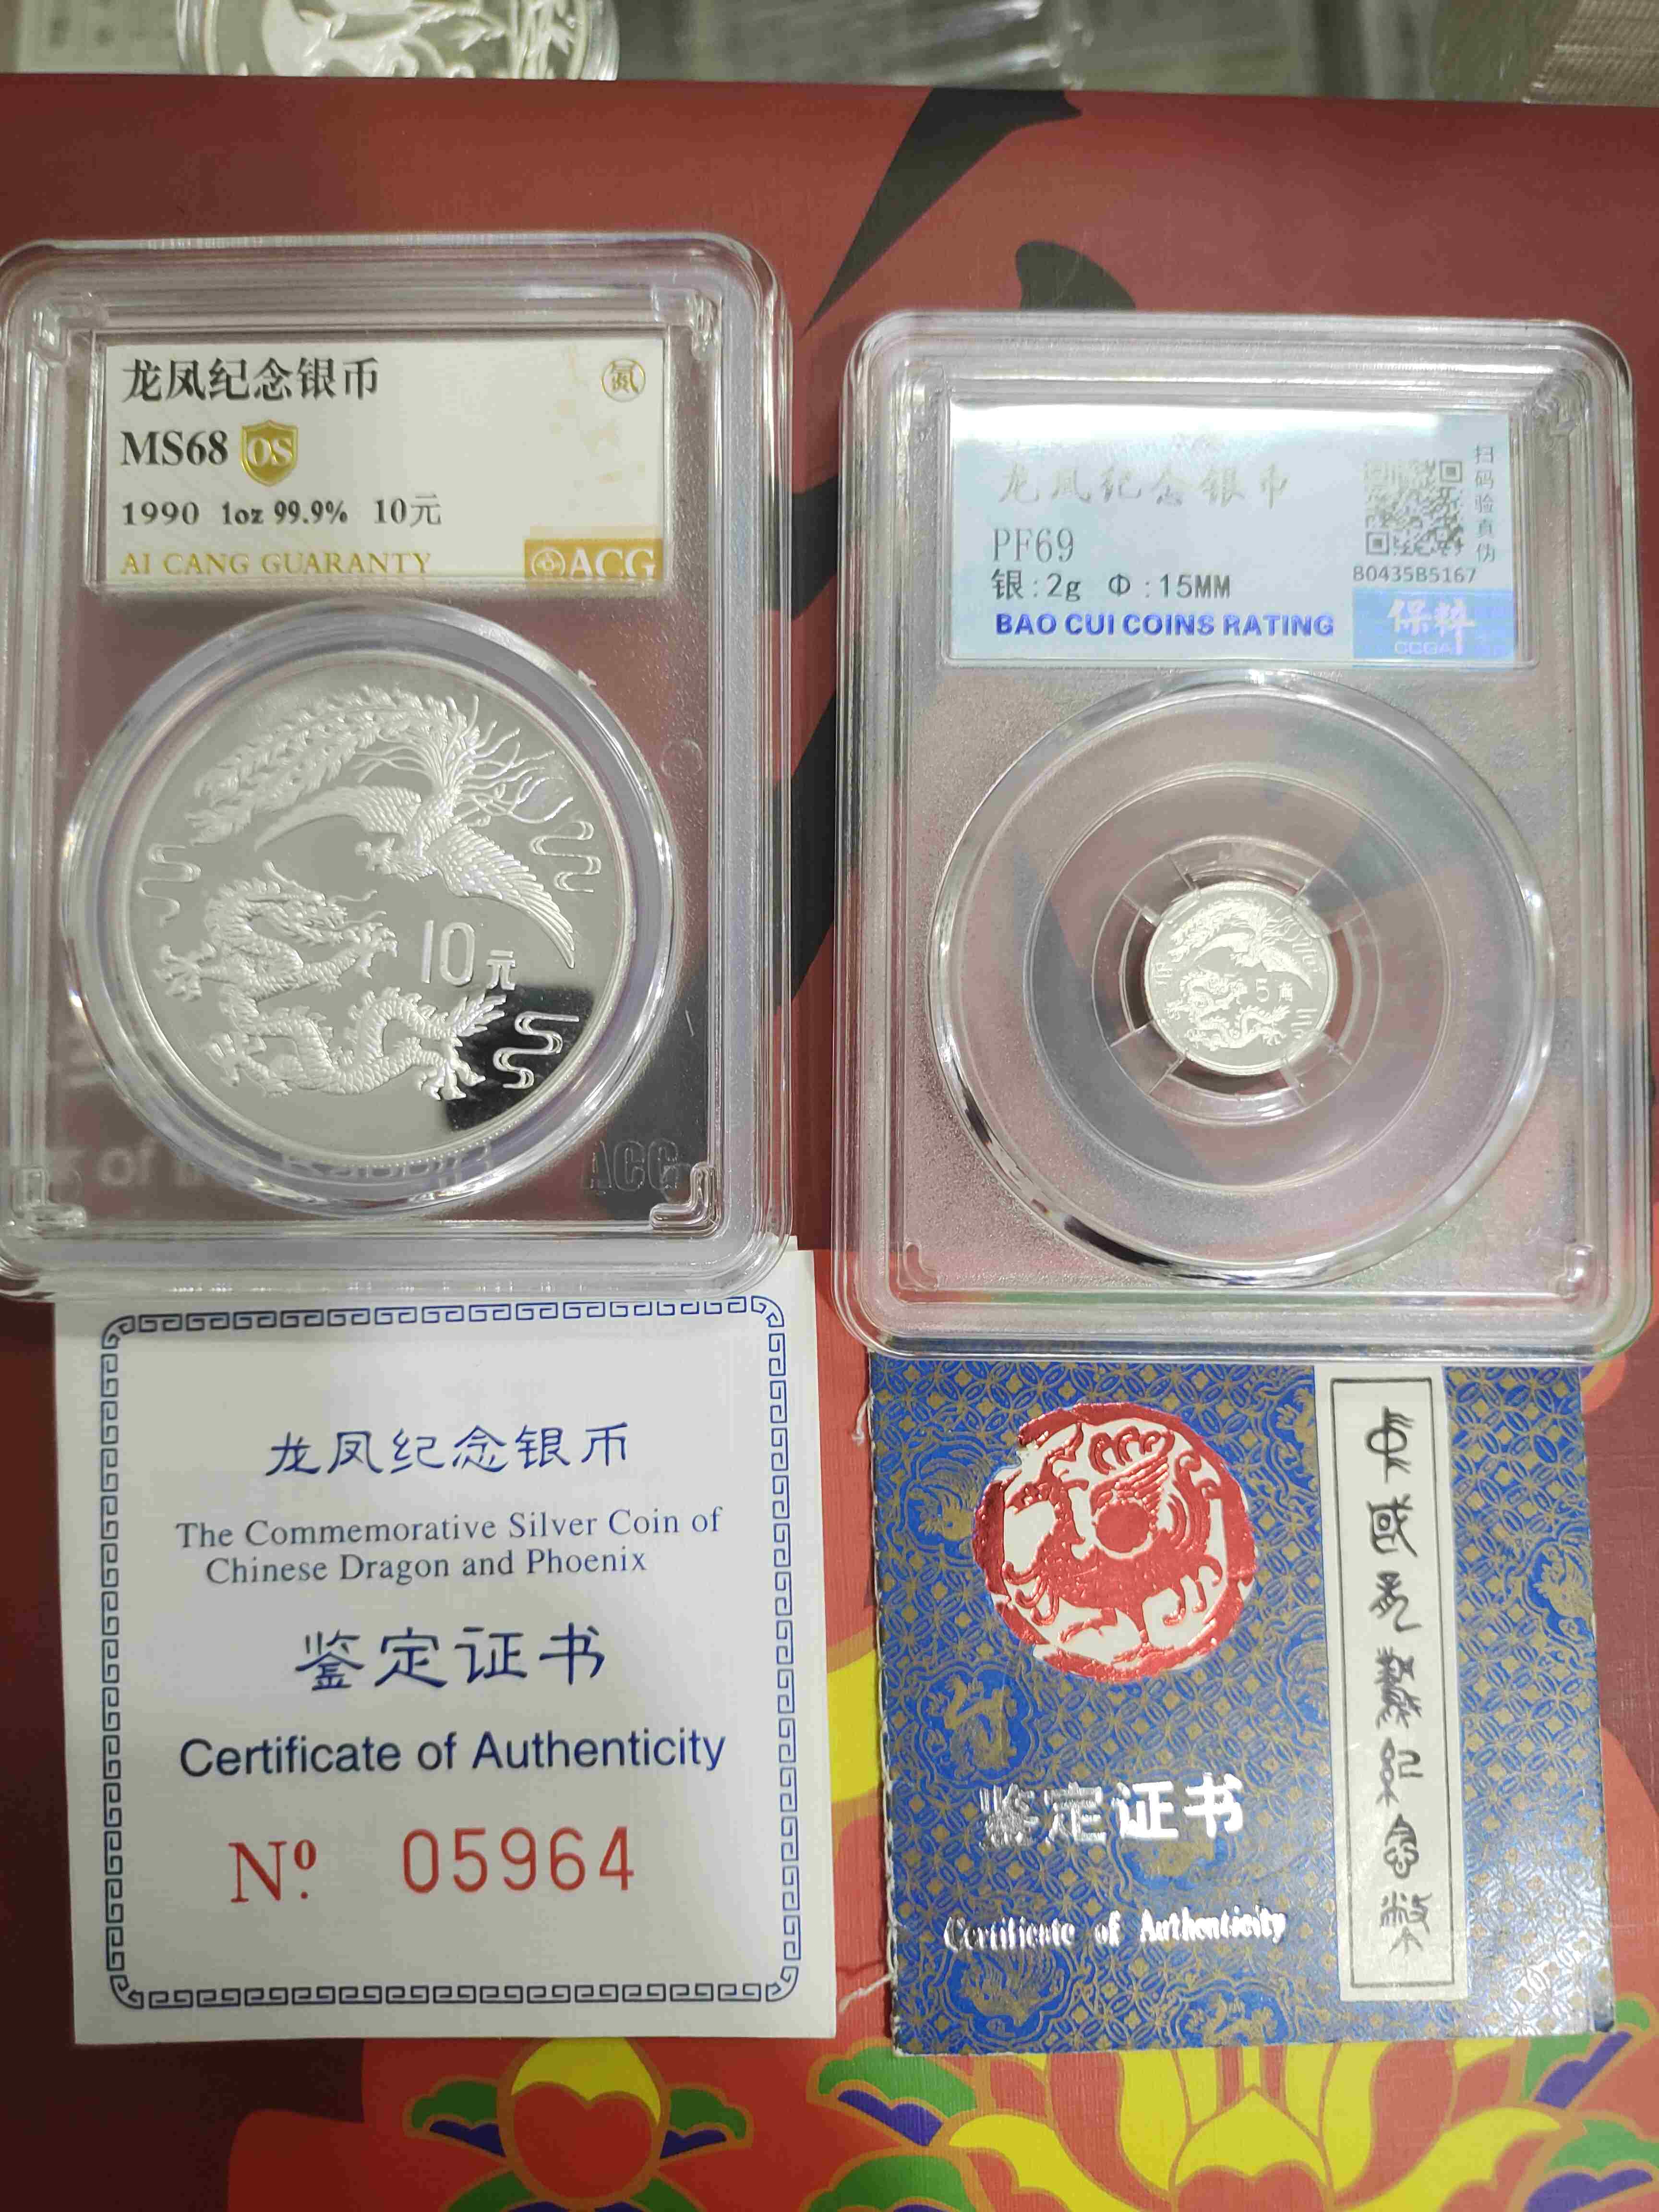 龙凤纪念银币
氮
MS68 OS
1990 1oz 99.9% 10元
AI CANG GUARANTY
ACG
10元
ACG
龙凤纪念银币
PF69
银:2g Φ:15MM
BAO CUI COINS RATING
扫码验真伪
B0435B5167
保粹
CCGA
5角
龙凤纪念银币
The Commemorative Silver Coin of
Chinese Dragon and Phoenix
鉴定证书
Certificate of Authenticity
Nº. 05964
鉴定证书
Certificate of Authenticity